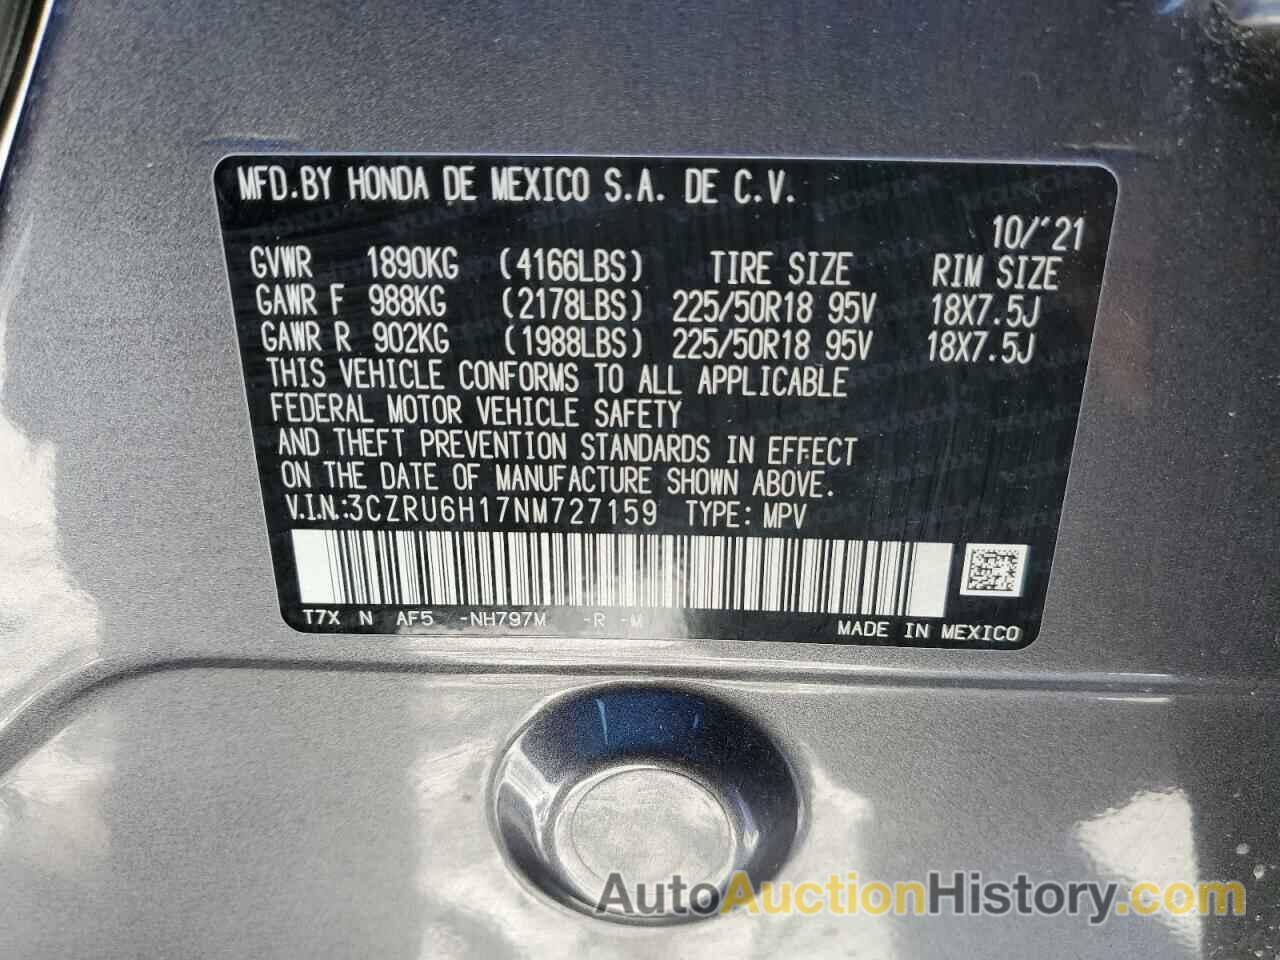 MFD.BY HONDA DE MEXICO S.A. DE C.V.
10/'21
GVWR 1890KG (4166LBS) TIRE SIZE RIM SIZE
GAWR F 988KG (2178LBS) 225/50R18 95V 18X7.5J
GAWR R 902KG (1988LBS) 225/50R18 95V 18X7.5J
THIS VEHICLE CONFORMS TO ALL APPLICABLE
FEDERAL MOTOR VEHICLE SAFETY
AND THEFT PREVENTION STANDARDS IN EFFECT
ON THE DATE OF MANUFACTURE SHOWN ABOVE.
V.I.N.:3CZRU6H17NM727159 TYPE: MPV
T7X N AF5 -NH797M -R -M
MADE IN MEXICO
AutoAuctionHistory.com